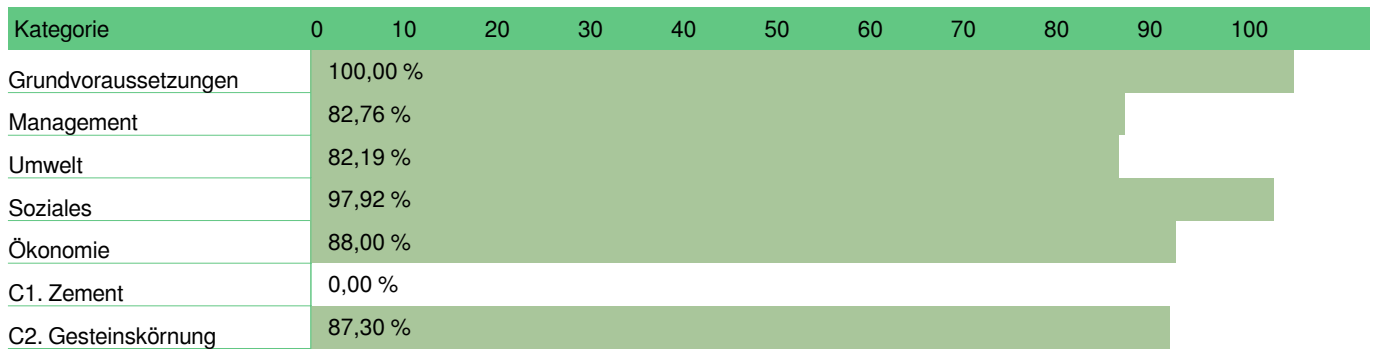 Kategorie 0 10 20 30 40 50 60 70 80 90 100
Grundvoraussetzungen 100,00 %
Management 82,76 %
Umwelt 82,19 %
Soziales 97,92 %
Ökonomie 88,00 %
C1. Zement 0,00 %
C2. Gesteinskörnung 87,30 %